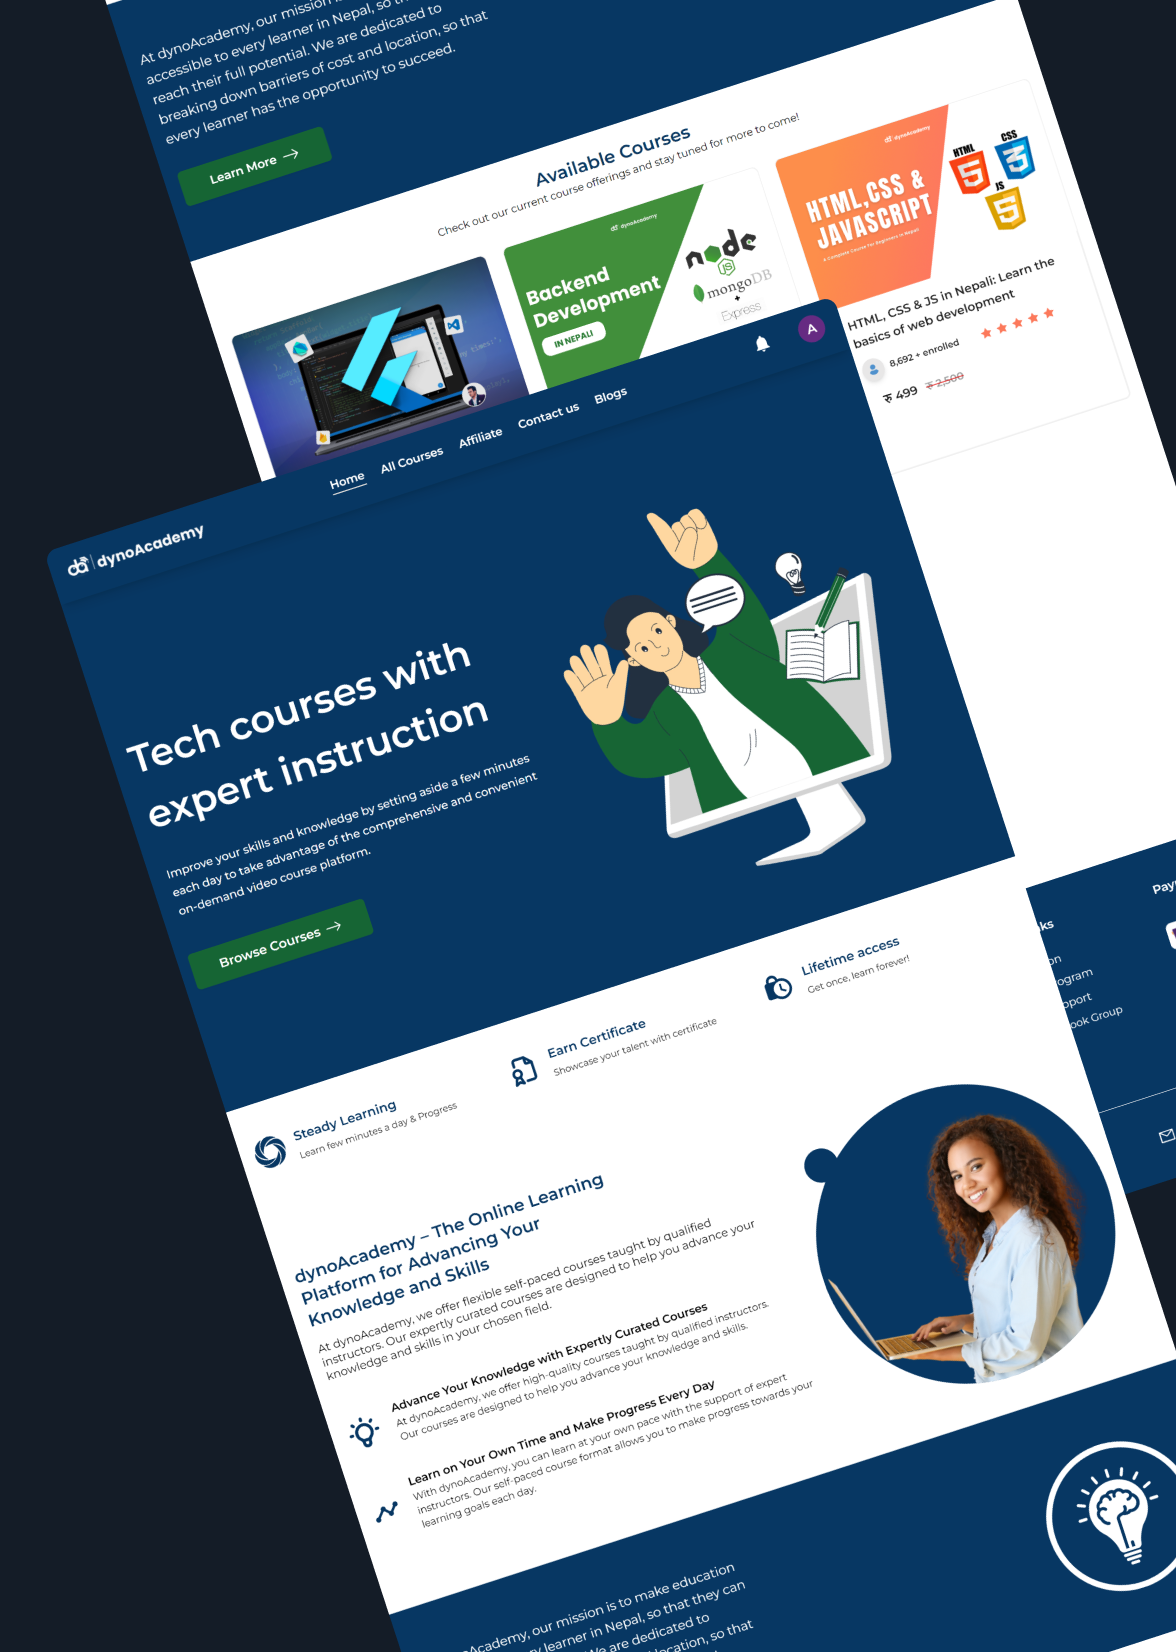 At dynoAcademy, our mission
accessible to every learner in Nepal, so
reach their full potential. We are dedicated to
breaking down barriers of cost and location, so that
every learner has the opportunity to succeed.
Learn More →
Available Courses
Check out our current course offerings and stay tuned for more to come!
dynoAcademy
Backend
Development
IN NEPALI
node
JS
mongoDB
+
Express
dynoAcademy
HTML,CSS &
JAVASCRIPT
A Complete Course for Beginners in Nepali
HTML
5
CSS
3
JS
5
HTML, CSS & JS in Nepali: Learn the
basics of web development
8,692 + enrolled
रु 499 रु 2,500
dynoAcademy
Home
All Courses
Affiliate
Contact us
Blogs
A
Tech courses with
expert instruction
Improve your skills and knowledge by setting aside a few minutes
each day to take advantage of the comprehensive and convenient
on-demand video course platform.
Browse Courses →
Steady Learning
Learn few minutes a day & Progress
Earn Certificate
Showcase your talent with certificate
Lifetime access
Get once, learn forever!
dynoAcademy – The Online Learning
Platform for Advancing Your
Knowledge and Skills
At dynoAcademy, we offer flexible self-paced courses taught by qualified
instructors. Our expertly curated courses are designed to help you advance your
knowledge and skills in your chosen field.
Advance Your Knowledge with Expertly Curated Courses
At dynoAcademy, we offer high-quality courses taught by qualified instructors.
Our courses are designed to help you advance your knowledge and skills.
Learn on Your Own Time and Make Progress Every Day
With dynoAcademy, you can learn at your own pace with the support of expert
instructors. Our self-paced course format allows you to make progress towards your
learning goals each day.
Academy, our mission is to make education
learner in Nepal, so that they can
We are dedicated to
location, so that
Pay
ks
on
ogram
pport
ook Group